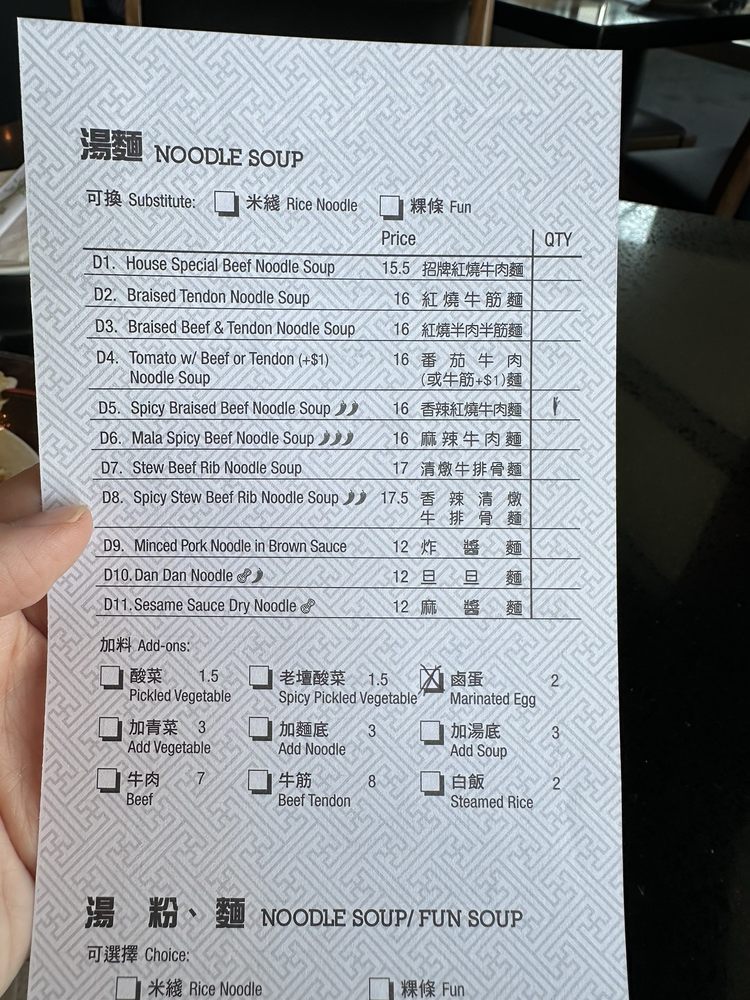 湯麵 NOODLE SOUP
可換 Substitute: 米綫 Rice Noodle 粿條 Fun
Price QTY
D1. House Special Beef Noodle Soup 15.5 招牌紅燒牛肉麵
D2. Braised Tendon Noodle Soup 16 紅燒牛筋麵
D3. Braised Beef & Tendon Noodle Soup 16 紅燒半肉半筋麵
D4. Tomato w/ Beef or Tendon (+$1) 16 番茄牛肉
Noodle Soup (或牛筋+$1)麵
D5. Spicy Braised Beef Noodle Soup 16 香辣紅燒牛肉麵
D6. Mala Spicy Beef Noodle Soup 16 麻辣牛肉麵
D7. Stew Beef Rib Noodle Soup 17 清燉牛排骨麵
D8. Spicy Stew Beef Rib Noodle Soup 17.5 香辣清燉
牛排骨麵
D9. Minced Pork Noodle in Brown Sauce 12 炸醬麵
D10. Dan Dan Noodle 12 旦旦麵
D11. Sesame Sauce Dry Noodle 12 麻醬麵
加料 Add-ons:
酸菜 1.5 老壇酸菜 1.5 鹵蛋 2
Pickled Vegetable Spicy Pickled Vegetable Marinated Egg
加青菜 3 加麵底 3 加湯底 3
Add Vegetable Add Noodle Add Soup
牛肉 7 牛筋 8 白飯 2
Beef Beef Tendon Steamed Rice
湯 粉、麵 NOODLE SOUP/ FUN SOUP
可選擇 Choice:
米綫 Rice Noodle 粿條 Fun